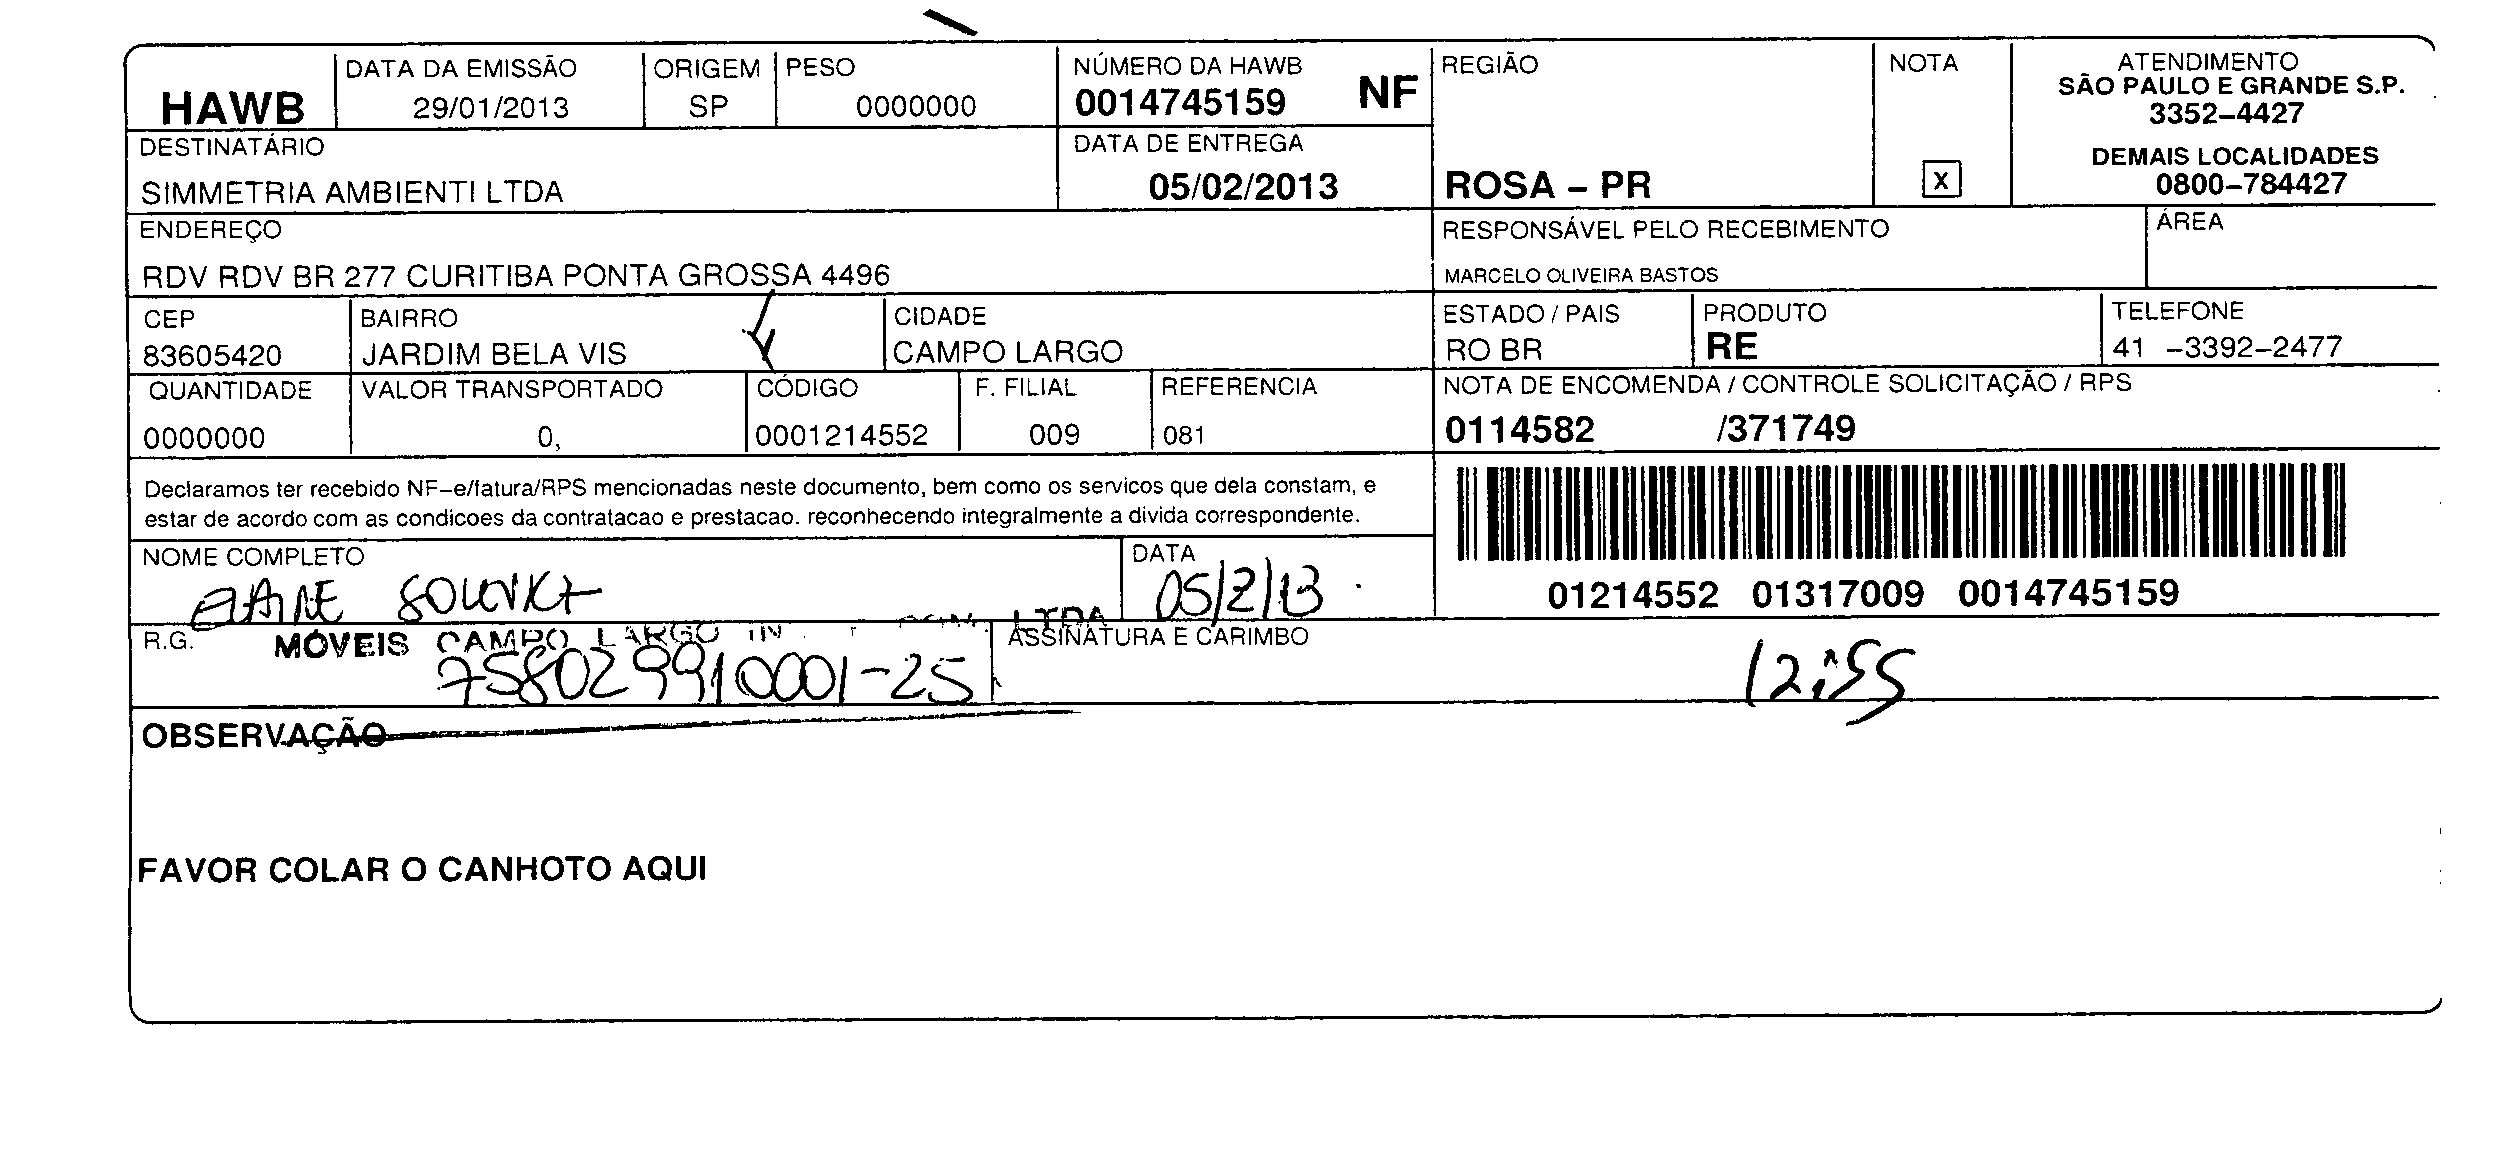 HAWB
DATA DA EMISSÃO
29/01/2013
ORIGEM
SP
PESO
0000000
NÚMERO DA HAWB
0014745159 NF
REGIÃO
ROSA – PR
NOTA
X
ATENDIMENTO
SÃO PAULO E GRANDE S.P.
3352–4427
DEMAIS LOCALIDADES
0800–784427
DESTINATÁRIO
SIMMETRIA AMBIENTI LTDA
DATA DE ENTREGA
05/02/2013
ENDEREÇO
RDV RDV BR 277 CURITIBA PONTA GROSSA 4496
RESPONSÁVEL PELO RECEBIMENTO
MARCELO OLIVEIRA BASTOS
ÁREA
CEP
83605420
BAIRRO
JARDIM BELA VIS
CIDADE
CAMPO LARGO
ESTADO / PAIS
RO BR
PRODUTO
RE
TELEFONE
41 –3392–2477
QUANTIDADE
0000000
VALOR TRANSPORTADO
0,
CÓDIGO
0001214552
F. FILIAL
009
REFERENCIA
081
NOTA DE ENCOMENDA / CONTROLE SOLICITAÇÃO / RPS
0114582 /371749
Declaramos ter recebido NF–e/fatura/RPS mencionadas neste documento, bem como os servicos que dela constam, e
estar de acordo com as condicoes da contratacao e prestacao. reconhecendo integralmente a divida correspondente.
01214552 01317009 0014745159
NOME COMPLETO
DATA
05/2/13
R.G.
MÓVEIS CAMPO LARGO LTDA
758029910001-25
ASSINATURA E CARIMBO
12:55
OBSERVAÇÃO
FAVOR COLAR O CANHOTO AQUI